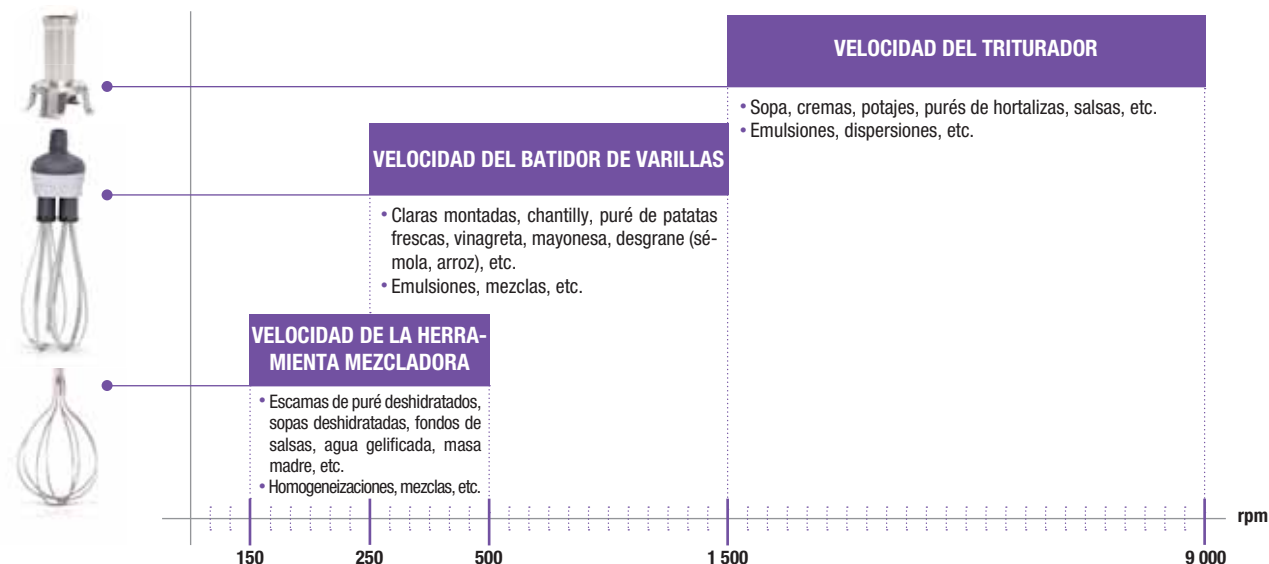 VELOCIDAD DEL TRITURADOR
• Sopa, cremas, potajes, purés de hortalizas, salsas, etc.
• Emulsiones, dispersiones, etc.
VELOCIDAD DEL BATIDOR DE VARILLAS
• Claras montadas, chantilly, puré de patatas
frescas, vinagreta, mayonesa, desgrane (sé-
mola, arroz), etc.
• Emulsiones, mezclas, etc.
VELOCIDAD DE LA HERRA-
MIENTA MEZCLADORA
• Escamas de puré deshidratados,
sopas deshidratadas, fondos de
salsas, agua gelificada, masa
madre, etc.
• Homogeneizaciones, mezclas, etc.
rpm
150 250 500 1 500 9 000